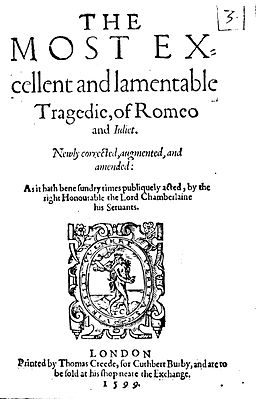 3
THE
MOST EX-
cellent and lamentable
Tragedie, of Romeo
and Iuliet.
Newly corrected, augmented, and
amended:
As it hath bene sundry times publiquely acted, by the
right Honourable the Lord Chamberlaine
his Seruants.
LONDON
Printed by Thomas Creede, for Cuthbert Burby, and are to
be sold at his shop neare the Exchange.
1599.